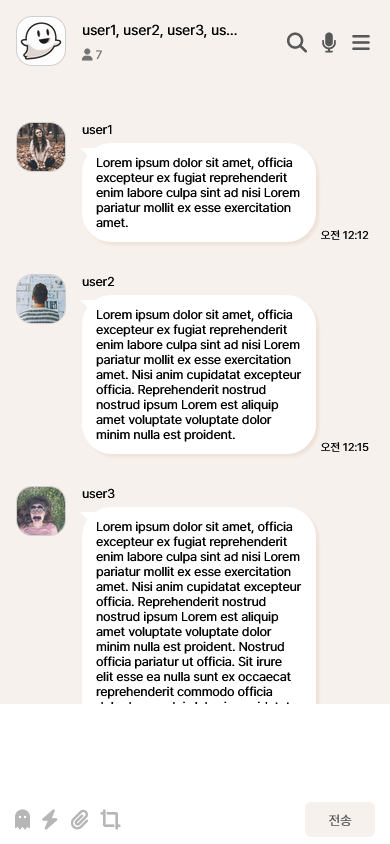 user1, user2, user3, us...
7
user1
Lorem ipsum dolor sit amet, officia
excepteur ex fugiat reprehenderit
enim labore culpa sint ad nisi Lorem
pariatur mollit ex esse exercitation
amet.
오전 12:12
user2
Lorem ipsum dolor sit amet, officia
excepteur ex fugiat reprehenderit
enim labore culpa sint ad nisi Lorem
pariatur mollit ex esse exercitation
amet. Nisi anim cupidatat excepteur
officia. Reprehenderit nostrud
nostrud ipsum Lorem est aliquip
amet voluptate voluptate dolor
minim nulla est proident.
오전 12:15
user3
Lorem ipsum dolor sit amet, officia
excepteur ex fugiat reprehenderit
enim labore culpa sint ad nisi Lorem
pariatur mollit ex esse exercitation
amet. Nisi anim cupidatat excepteur
officia. Reprehenderit nostrud
nostrud ipsum Lorem est aliquip
amet voluptate voluptate dolor
minim nulla est proident. Nostrud
officia pariatur ut officia. Sit irure
elit esse ea nulla sunt ex occaecat
reprehenderit commodo officia
전송